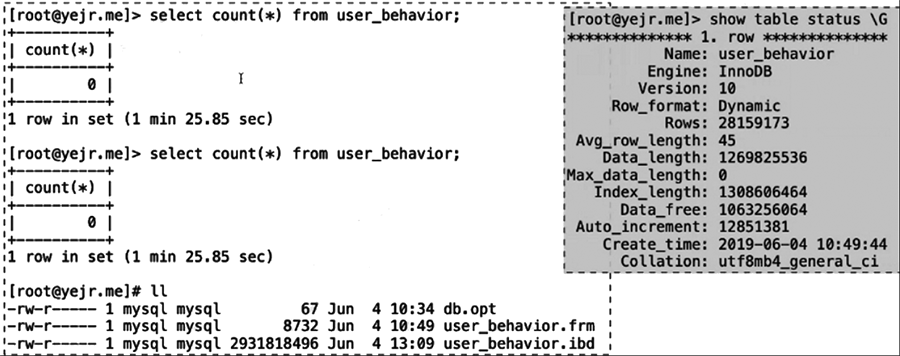 [root@yejr.me]> select count(*) from user_behavior;
+----------+
| count(*) |
+----------+
|        0 |
+----------+
1 row in set (1 min 25.85 sec)
[root@yejr.me]> select count(*) from user_behavior;
+----------+
| count(*) |
+----------+
|        0 |
+----------+
1 row in set (1 min 25.85 sec)
[root@yejr.me]# ll
-rw-r----- 1 mysql mysql         67 Jun  4 10:34 db.opt
-rw-r----- 1 mysql mysql       8732 Jun  4 10:49 user_behavior.frm
-rw-r----- 1 mysql mysql 2931818496 Jun  4 13:09 user_behavior.ibd
[root@yejr.me]> show table status \G
************** 1. row **************
Name: user_behavior
Engine: InnoDB
Version: 10
Row_format: Dynamic
Rows: 28159173
Avg_row_length: 45
Data_length: 1269825536
Max_data_length: 0
Index_length: 1308606464
Data_free: 1063256064
Auto_increment: 12851381
Create_time: 2019-06-04 10:49:44
Collation: utf8mb4_general_ci